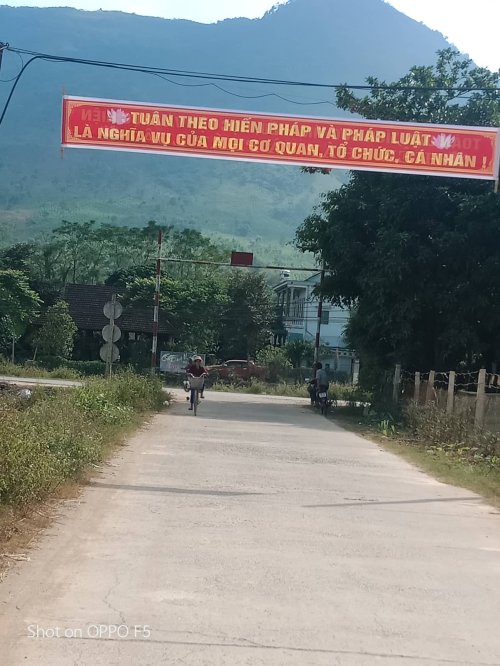 TUÂN THEO HIẾN PHÁP VÀ PHÁP LUẬT
LÀ NGHĨA VỤ CỦA MỌI CƠ QUAN, TỔ CHỨC, CÁ NHÂN !
Shot on OPPO F5